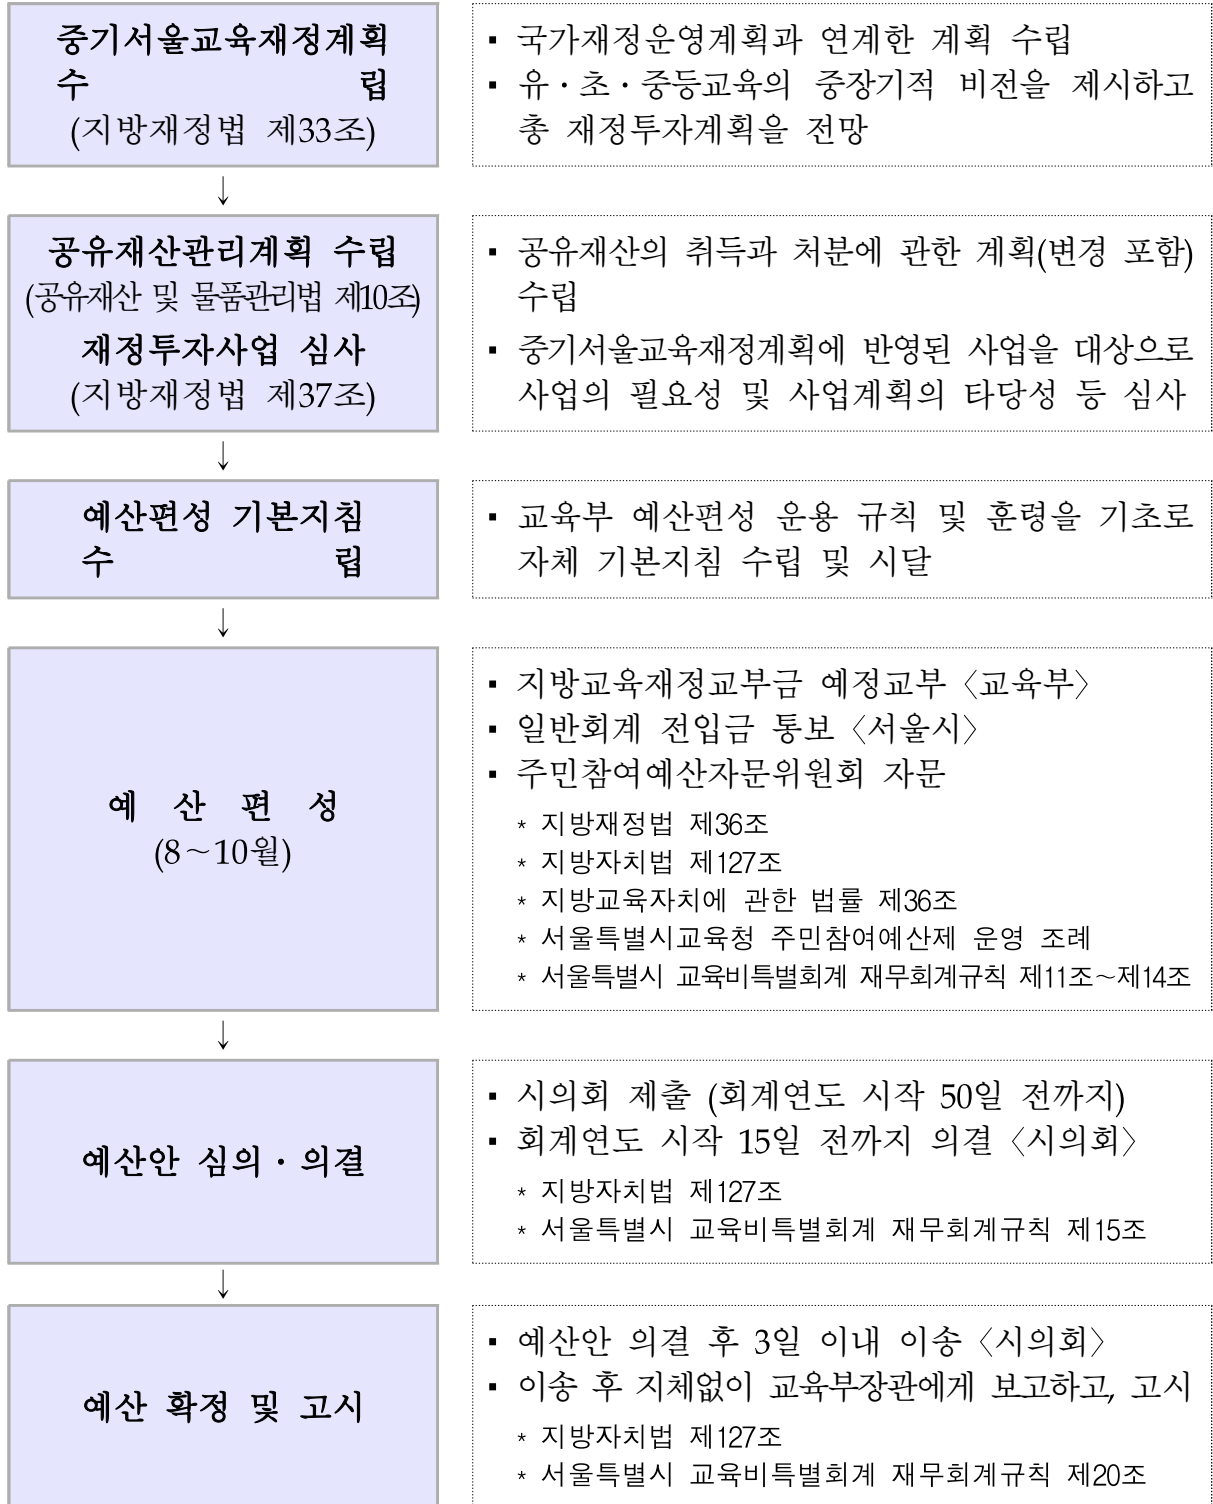 중기서울교육재정계획
수 립
(지방재정법 제33조)
▪ 국가재정운영계획과 연계한 계획 수립
▪ 유·초·중등교육의 중장기적 비전을 제시하고
총 재정투자계획을 전망
↓
공유재산관리계획 수립
(공유재산 및 물품관리법 제10조)
재정투자사업 심사
(지방재정법 제37조)
▪ 공유재산의 취득과 처분에 관한 계획(변경 포함)
수립
▪ 중기서울교육재정계획에 반영된 사업을 대상으로
사업의 필요성 및 사업계획의 타당성 등 심사
↓
예산편성 기본지침
수 립
▪ 교육부 예산편성 운용 규칙 및 훈령을 기초로
자체 기본지침 수립 및 시달
↓
예 산 편 성
(8～10월)
▪ 지방교육재정교부금 예정교부〈교육부〉
▪ 일반회계 전입금 통보〈서울시〉
▪ 주민참여예산자문위원회 자문
* 지방재정법 제36조
* 지방자치법 제127조
* 지방교육자치에 관한 법률 제36조
* 서울특별시교육청 주민참여예산제 운영 조례
* 서울특별시 교육비특별회계 재무회계규칙 제11조～제14조
↓
예산안 심의·의결
▪ 시의회 제출 (회계연도 시작 50일 전까지)
▪ 회계연도 시작 15일 전까지 의결〈시의회〉
* 지방자치법 제127조
* 서울특별시 교육비특별회계 재무회계규칙 제15조
↓
예산 확정 및 고시
▪ 예산안 의결 후 3일 이내 이송〈시의회〉
▪ 이송 후 지체없이 교육부장관에게 보고하고, 고시
* 지방자치법 제127조
* 서울특별시 교육비특별회계 재무회계규칙 제20조